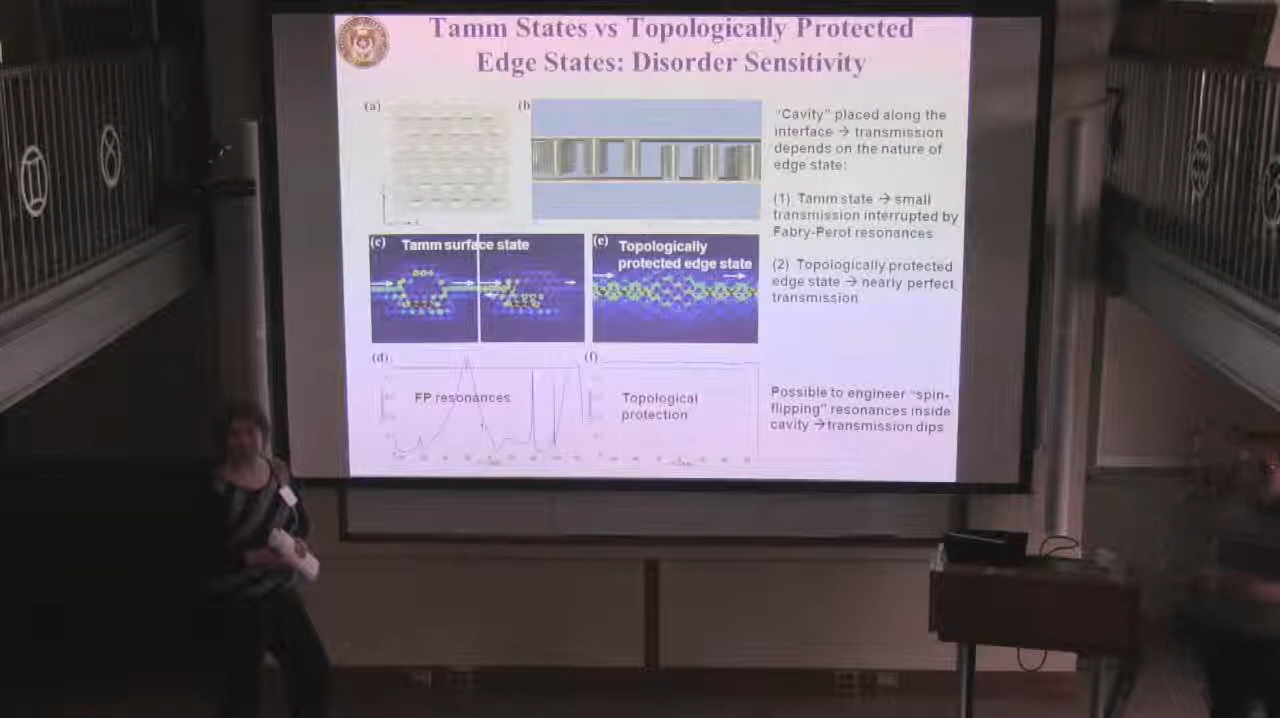 Tamm States vs Topologically Protected
Edge States: Disorder Sensitivity
(a)
(b)
"Cavity" placed along the
interface → transmission
depends on the nature of
edge state:
(1) Tamm state → small
transmission interrupted by
Fabry-Perot resonances
(2) Topologically protected
edge state → nearly perfect
transmission
(c) Tamm surface state
(e) Topologically
protected edge state
(d)
FP resonances
(f)
Topological
protection
Possible to engineer "spin-
flipping" resonances inside
cavity → transmission dips